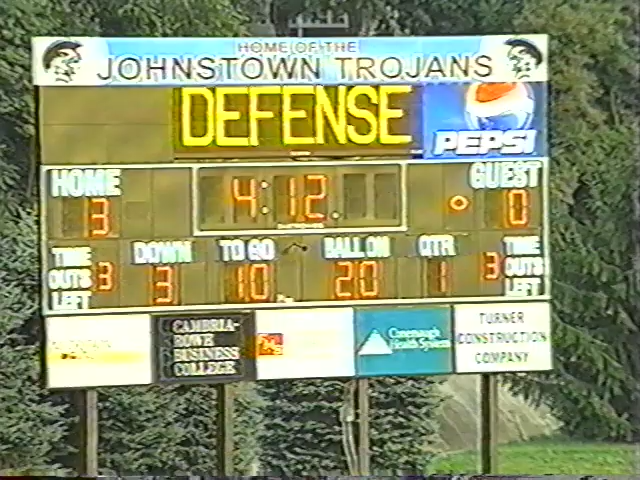 HOME OF THE
JOHNSTOWN TROJANS
DEFENSE
PEPSI
HOME 4:12 GUEST
3 0
TIME OUTS LEFT 3 DOWN 3 TO GO 10 BALL ON 20 QTR 1 3 TIME OUTS LEFT
CAMBRIA-
ROWE
BUSINESS
COLLEGE
Conemaugh
Health System
TURNER
CONSTRUCTION
COMPANY